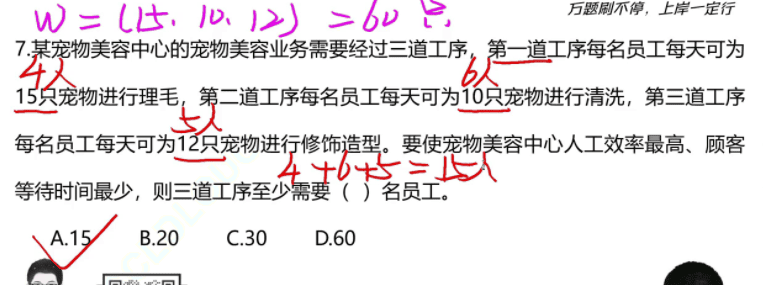 万题刷不停，上岸一定行
W = (15. 10. 12) = 60只
7.某宠物美容中心的宠物美容业务需要经过三道工序，第一道工序每名员工每天可为
4人 6人
15只宠物进行理毛，第二道工序每名员工每天可为10只宠物进行清洗，第三道工序
5人
每名员工每天可为12只宠物进行修饰造型。要使宠物美容中心人工效率最高、顾客
4+6+5=15人
等待时间最少，则三道工序至少需要（ ）名员工。
A.15 B.20 C.30 D.60